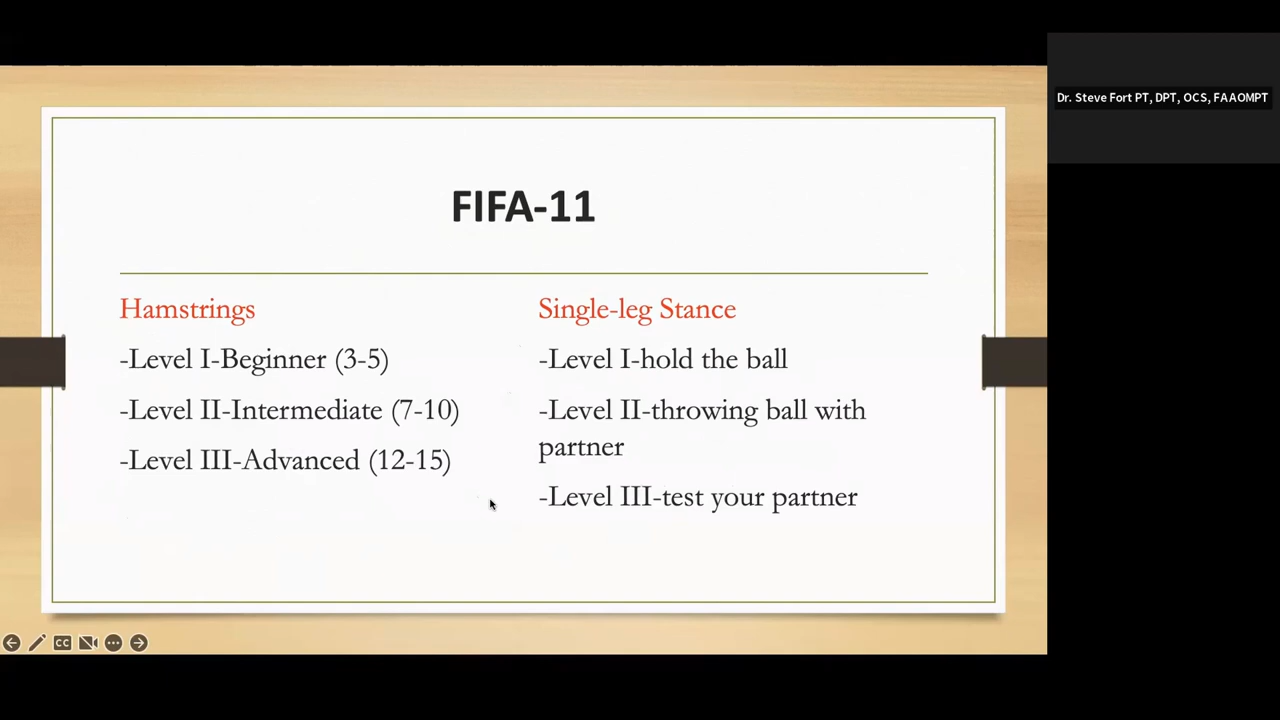 Dr. Steve Fort PT, DPT, OCS, FAAOMPT
FIFA-11
Hamstrings
-Level I-Beginner (3-5)
-Level II-Intermediate (7-10)
-Level III-Advanced (12-15)
Single-leg Stance
-Level I-hold the ball
-Level II-throwing ball with
partner
-Level III-test your partner
CC